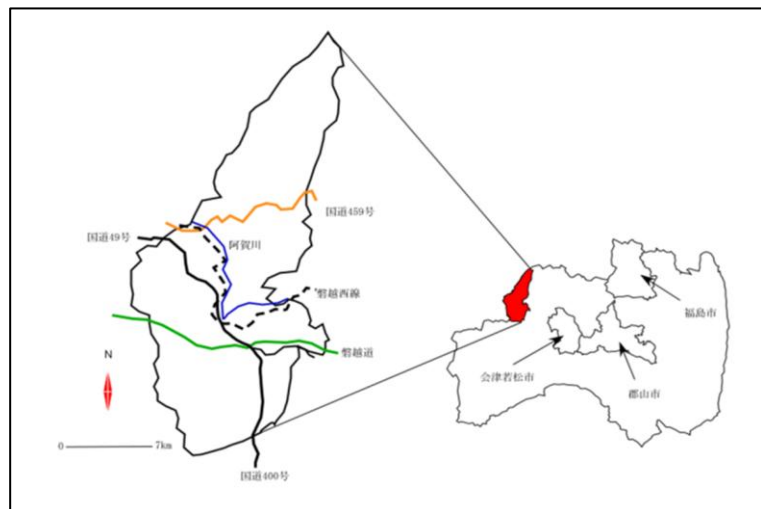 国道459号
国道49号
阿賀川
磐越西線
福島市
磐越道
N
会津若松市
郡山市
0
7km
国道400号